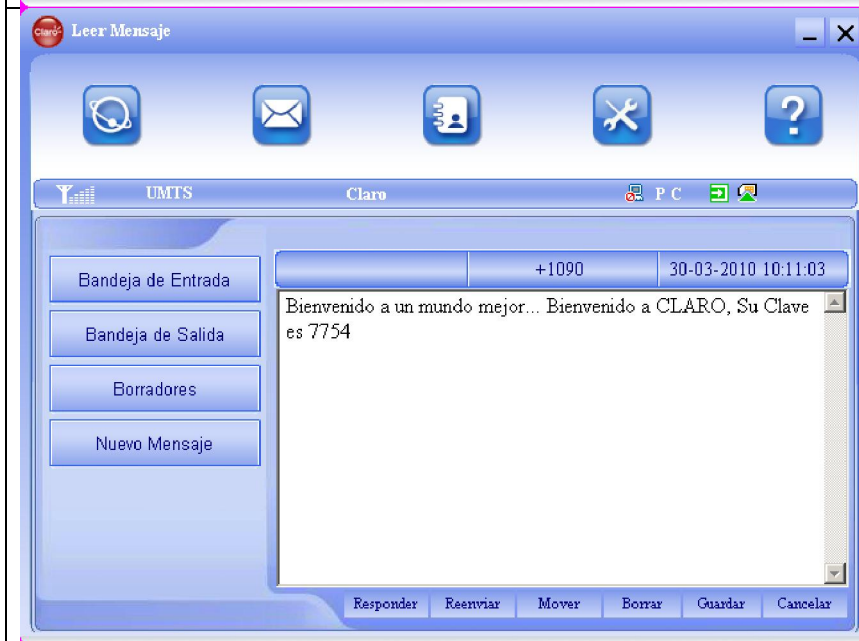 Claro Leer Mensaje
UMTS Claro P C
Bandeja de Entrada
Bandeja de Salida
Borradores
Nuevo Mensaje
+1090 30-03-2010 10:11:03
Bienvenido a un mundo mejor... Bienvenido a CLARO, Su Clave
es 7754
Responder Reenviar Mover Borrar Guardar Cancelar